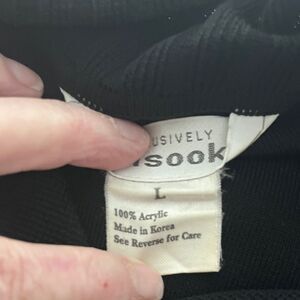 USIVELY
sook
L
100% Acrylic
Made in Korea
See Reverse for Care